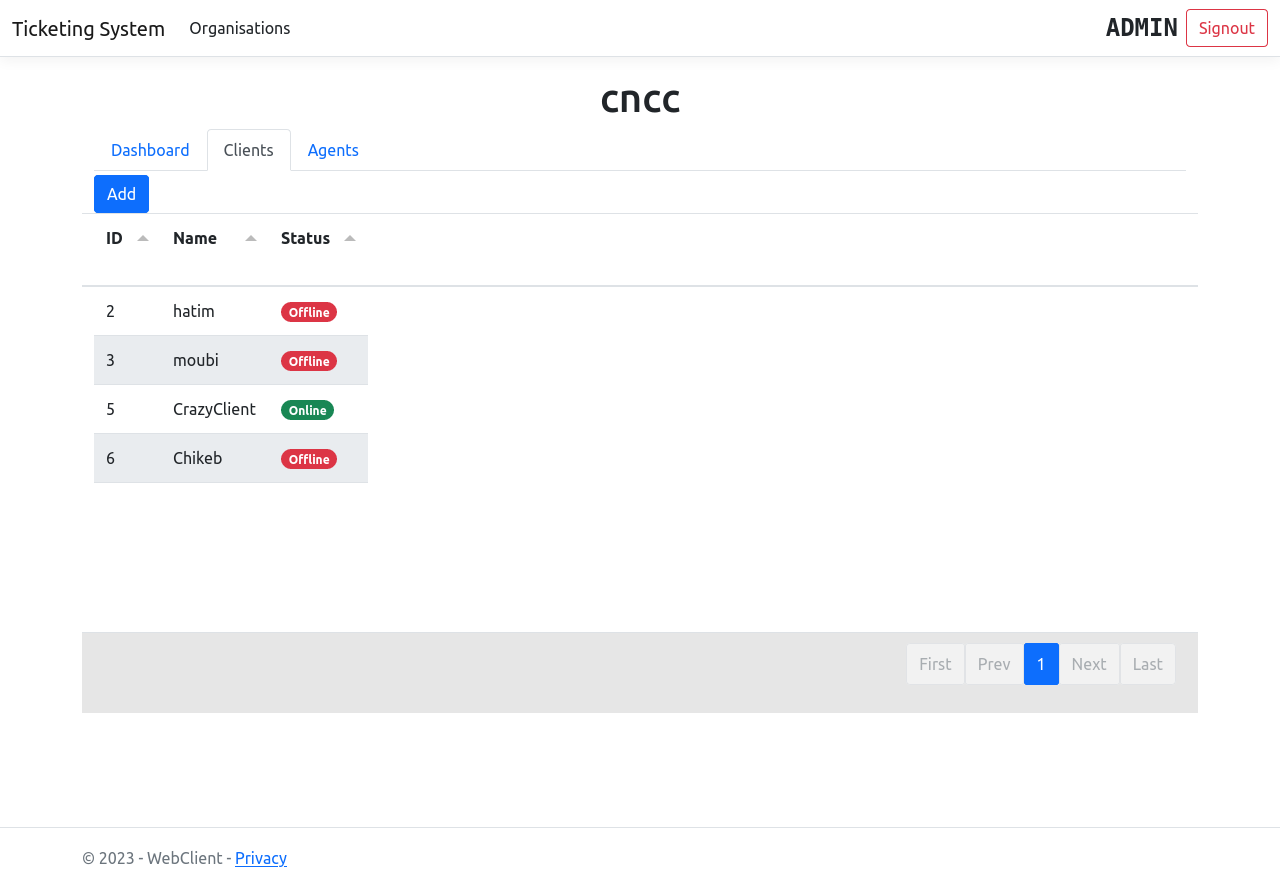 Ticketing System Organisations ADMIN Signout
cncc
Dashboard Clients Agents
Add
ID Name Status
2 hatim Offline
3 moubi Offline
5 CrazyClient Online
6 Chikeb Offline
First Prev 1 Next Last
© 2023 - WebClient - Privacy